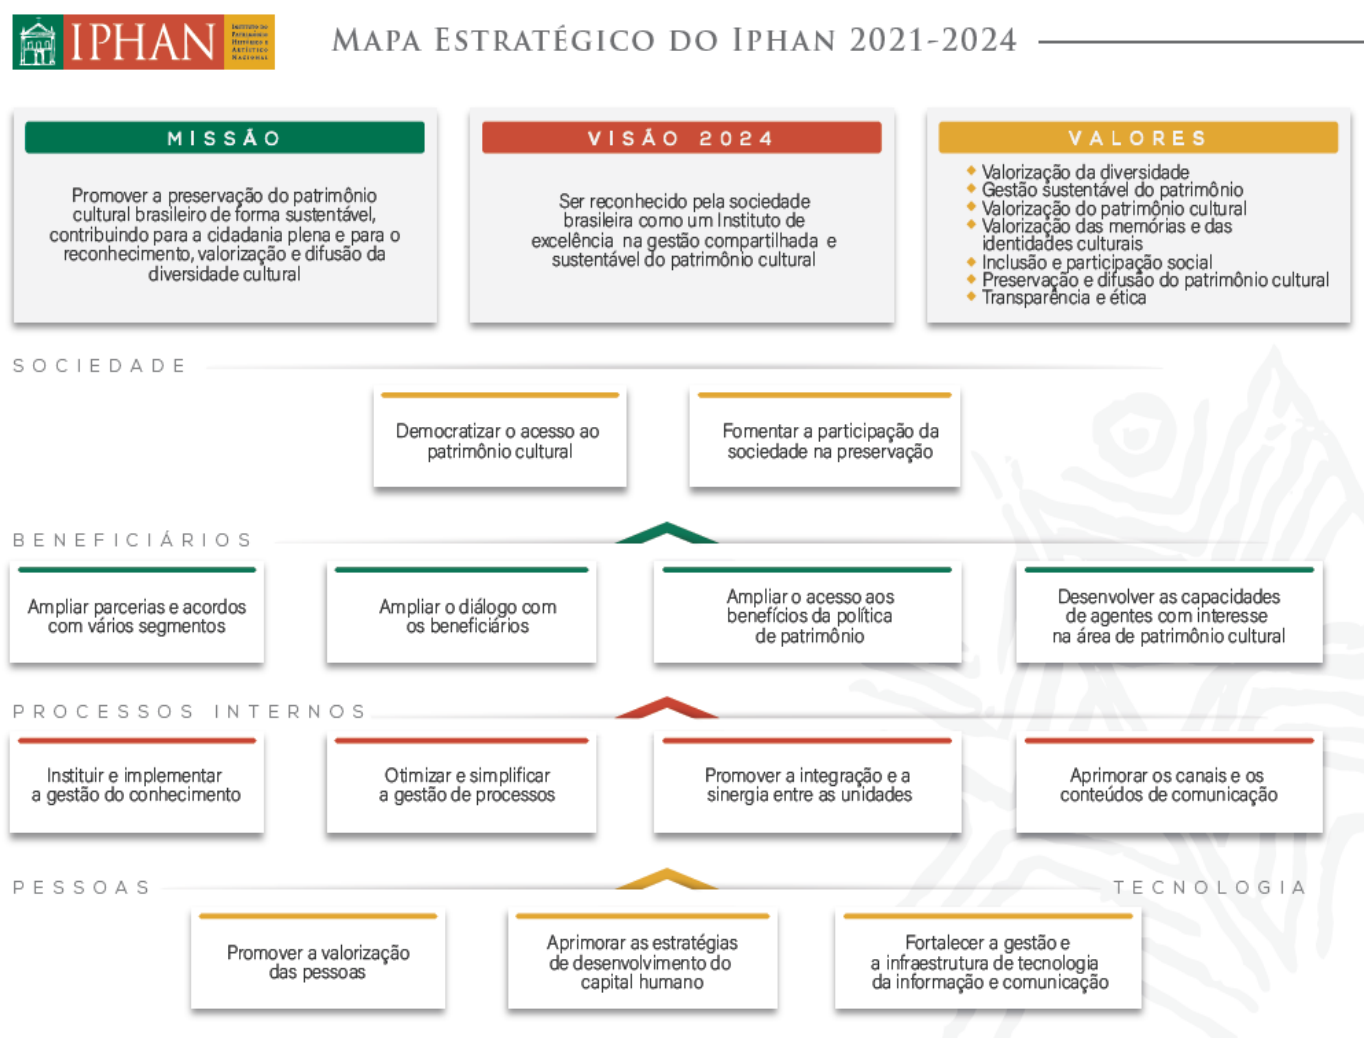 IPHAN
INSTITUTO DO
PATRIMÔNIO
HISTÓRICO E
ARTÍSTICO
NACIONAL
MAPA ESTRATÉGICO DO IPHAN 2021-2024
MISSÃO
Promover a preservação do patrimônio
cultural brasileiro de forma sustentável,
contribuindo para a cidadania plena e para o
reconhecimento, valorização e difusão da
diversidade cultural
VISÃO 2024
Ser reconhecido pela sociedade
brasileira como um Instituto de
excelência na gestão compartilhada e
sustentável do patrimônio cultural
VALORES
Valorização da diversidade
Gestão sustentável do patrimônio
Valorização do patrimônio cultural
Valorização das memórias e das
identidades culturais
Inclusão e participação social
Preservação e difusão do patrimônio cultural
Transparência e ética
SOCIEDADE
Democratizar o acesso ao
patrimônio cultural
Fomentar a participação da
sociedade na preservação
BENEFICIÁRIOS
Ampliar parcerias e acordos
com vários segmentos
Ampliar o diálogo com
os beneficiários
Ampliar o acesso aos
benefícios da política
de patrimônio
Desenvolver as capacidades
de agentes com interesse
na área de patrimônio cultural
PROCESSOS INTERNOS
Instituir e implementar
a gestão do conhecimento
Otimizar e simplificar
a gestão de processos
Promover a integração e a
sinergia entre as unidades
Aprimorar os canais e os
conteúdos de comunicação
PESSOAS
TECNOLOGIA
Promover a valorização
das pessoas
Aprimorar as estratégias
de desenvolvimento do
capital humano
Fortalecer a gestão e
a infraestrutura de tecnologia
da informação e comunicação